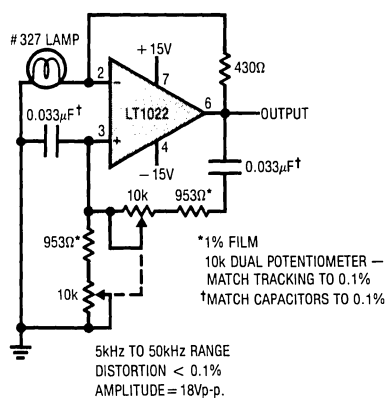 #327 LAMP
+15V
430Ω
2
7
−
LT1022
6
OUTPUT
0.033µF†
3
+
4
−15V
0.033µF†
10k
953Ω*
953Ω*
*1% FILM
10k DUAL POTENTIOMETER —
MATCH TRACKING TO 0.1%
†MATCH CAPACITORS TO 0.1%
10k
5kHz TO 50kHz RANGE
DISTORTION < 0.1%
AMPLITUDE = 18Vp-p.